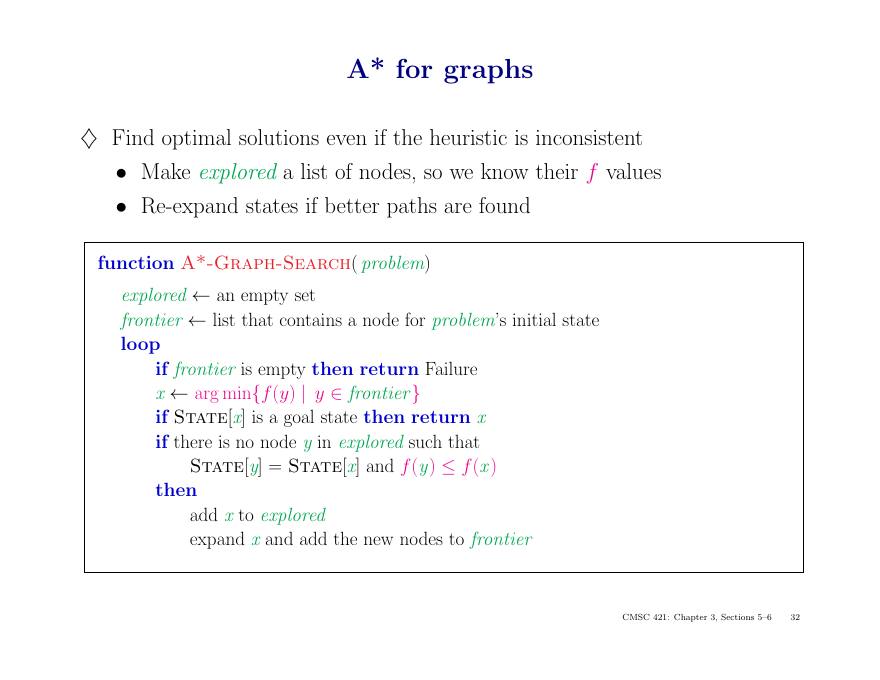 A* for graphs
♢ Find optimal solutions even if the heuristic is inconsistent
• Make explored a list of nodes, so we know their f values
• Re-expand states if better paths are found
function A*-Graph-Search( problem)
explored ← an empty set
frontier ← list that contains a node for problem's initial state
loop
if frontier is empty then return Failure
x ← arg min{f(y) | y ∈ frontier}
if State[x] is a goal state then return x
if there is no node y in explored such that
State[y] = State[x] and f(y) ≤ f(x)
then
add x to explored
expand x and add the new nodes to frontier
CMSC 421: Chapter 3, Sections 5–6 32